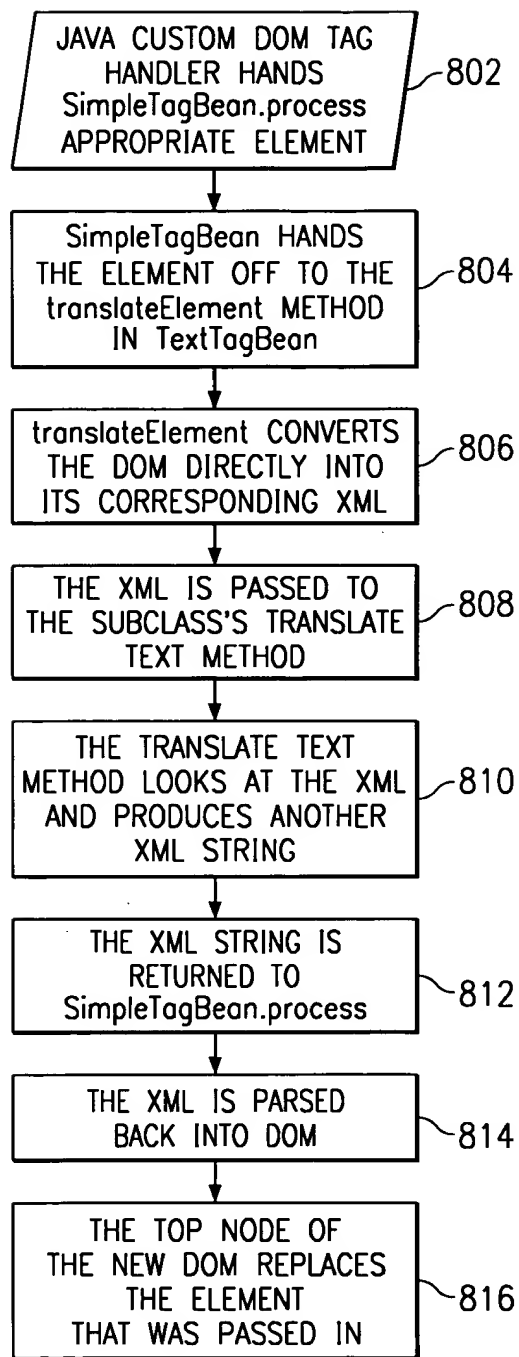 JAVA CUSTOM DOM TAG
HANDLER HANDS
SimpleTagBean.process
APPROPRIATE ELEMENT
802
SimpleTagBean HANDS
THE ELEMENT OFF TO THE
translateElement METHOD
IN TextTagBean
804
translateElement CONVERTS
THE DOM DIRECTLY INTO
ITS CORRESPONDING XML
806
THE XML IS PASSED TO
THE SUBCLASS'S TRANSLATE
TEXT METHOD
808
THE TRANSLATE TEXT
METHOD LOOKS AT THE XML
AND PRODUCES ANOTHER
XML STRING
810
THE XML STRING IS
RETURNED TO
SimpleTagBean.process
812
THE XML IS PARSED
BACK INTO DOM
814
THE TOP NODE OF
THE NEW DOM REPLACES
THE ELEMENT
THAT WAS PASSED IN
816